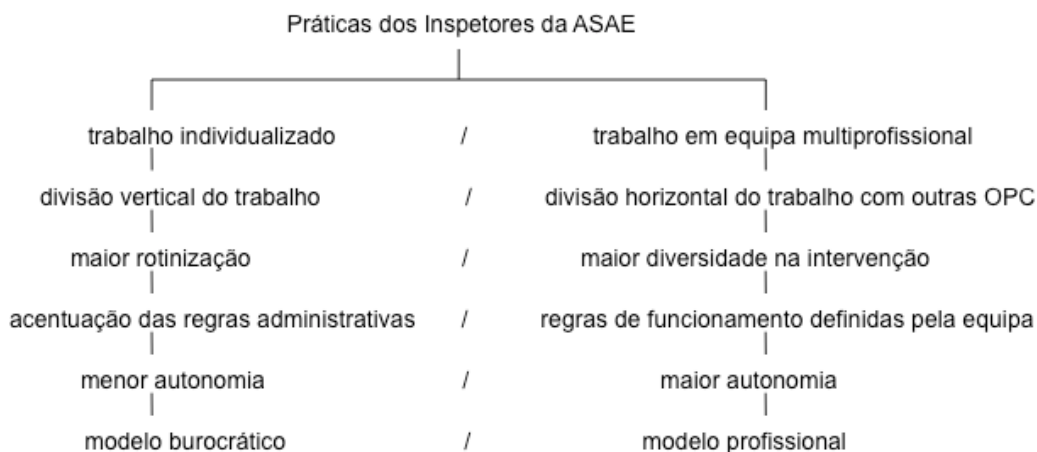 Práticas dos Inspetores da ASAE
trabalho individualizado / trabalho em equipa multiprofissional
divisão vertical do trabalho / divisão horizontal do trabalho com outras OPC
maior rotinização / maior diversidade na intervenção
acentuação das regras administrativas / regras de funcionamento definidas pela equipa
menor autonomia / maior autonomia
modelo burocrático / modelo profissional